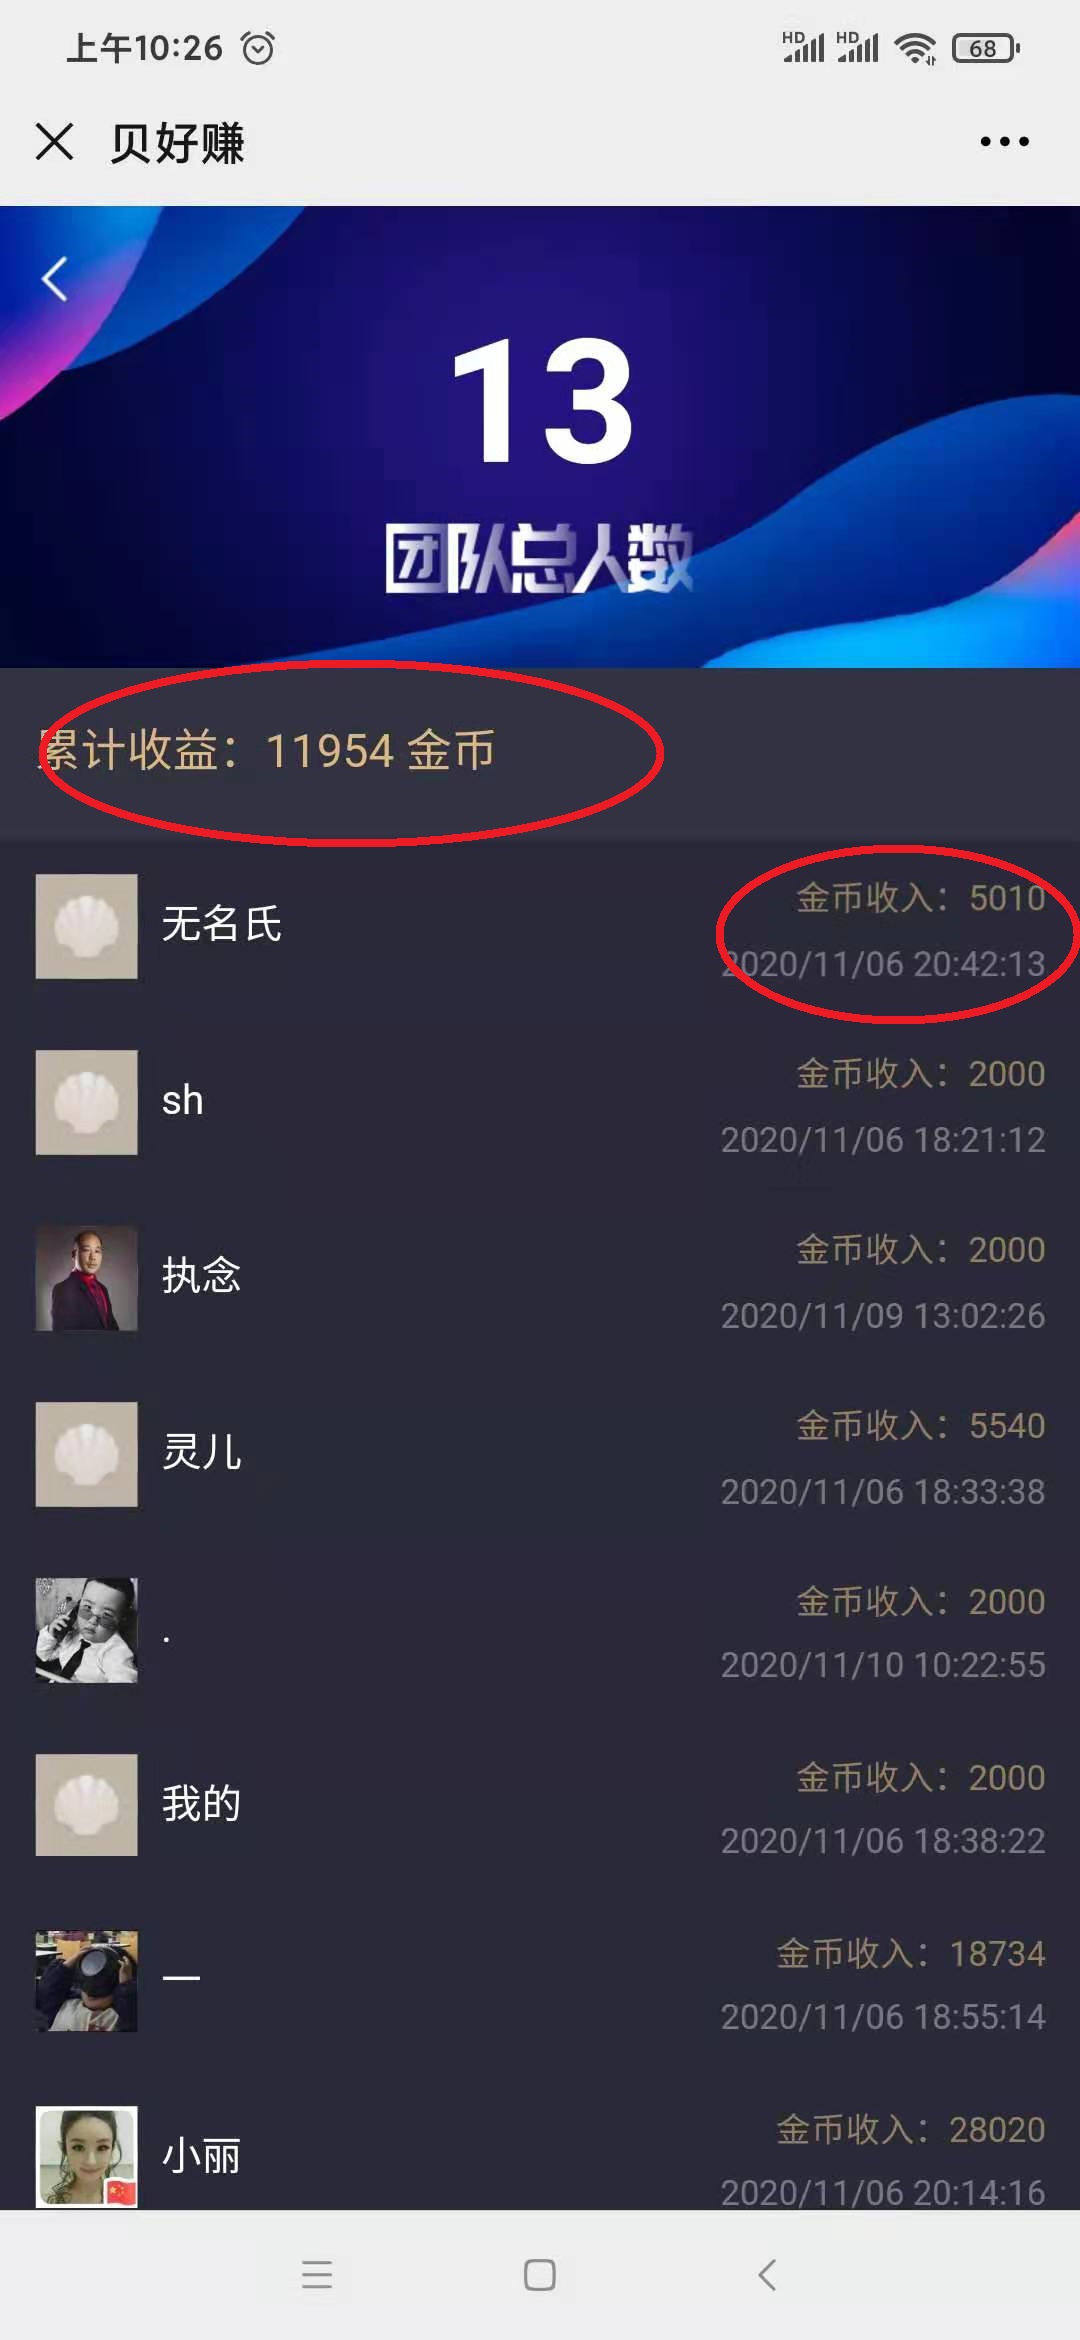 上午10:26
HD HD 68
贝好赚
13
团队总人数
累计收益：11954 金币
无名氏
金币收入：5010
2020/11/06 20:42:13
sh
金币收入：2000
2020/11/06 18:21:12
执念
金币收入：2000
2020/11/09 13:02:26
灵儿
金币收入：5540
2020/11/06 18:33:38
.
金币收入：2000
2020/11/10 10:22:55
我的
金币收入：2000
2020/11/06 18:38:22
一
金币收入：18734
2020/11/06 18:55:14
小丽
金币收入：28020
2020/11/06 20:14:16